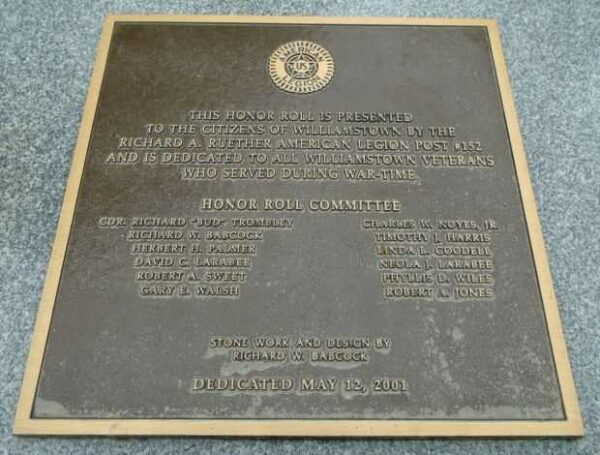 AMERICAN
US
LEGION
THIS HONOR ROLL IS PRESENTED
TO THE CITIZENS OF WILLIAMSTOWN BY THE
RICHARD A. RUETHER AMERICAN LEGION POST #152
AND IS DEDICATED TO ALL WILLIAMSTOWN VETERANS
WHO SERVED DURING WAR-TIME.
HONOR ROLL COMMITTEE
CDR. RICHARD "BUD" TROMBLEY
RICHARD W. BABCOCK
HERBERT H. PALMER
DAVID C. LARABEE
ROBERT A. SWEET
GARY E. WALSH
CHARLES W. NOYES, JR.
TIMOTHY J. HARRIS
LINDA L. GOODELL
NEOLA J. LARABEE
PHYLLIS D. WILES
ROBERT A. JONES
STONE WORK AND DESIGN BY
RICHARD W. BABCOCK
DEDICATED MAY 12, 2001